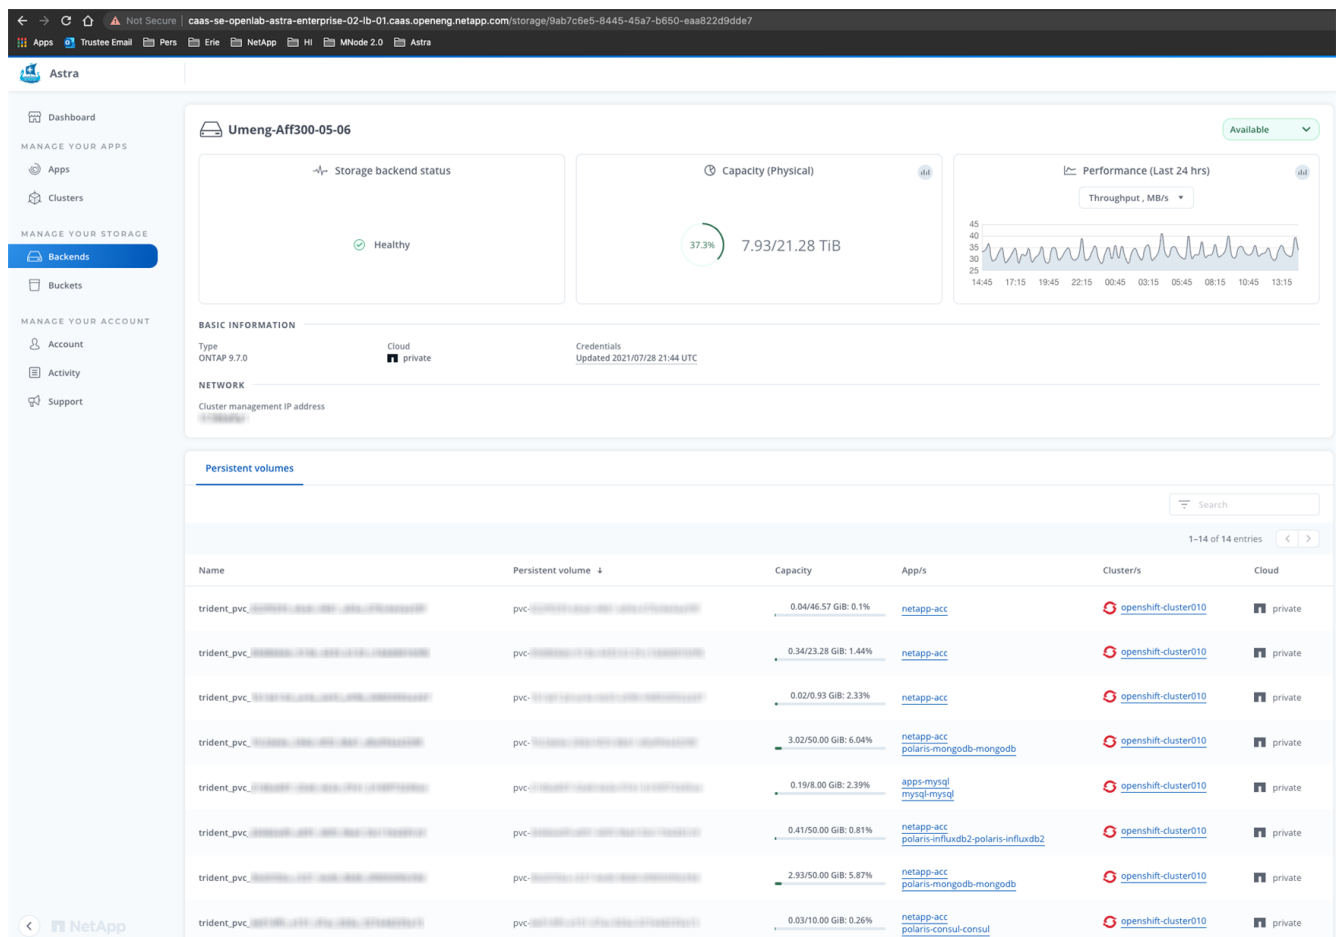 Not Secure | caas-se-openlab-astra-enterprise-02-lb-01.caas.openeng.netapp.com/storage/9ab7c6e5-8445-45a7-b650-eaa822d9dde7
Apps Trustee Email Pers Erie NetApp HI MNode 2.0 Astra
Astra
Dashboard
MANAGE YOUR APPS
Apps
Clusters
MANAGE YOUR STORAGE
Backends
Buckets
MANAGE YOUR ACCOUNT
Account
Activity
Support
NetApp
Umeng-Aff300-05-06
Available
Storage backend status
Healthy
Capacity (Physical)
37.3%
7.93/21.28 TiB
Performance (Last 24 hrs)
Throughput , MB/s
45
40
35
30
25
14:45 17:15 19:45 22:15 00:45 03:15 05:45 08:15 10:45 13:15
BASIC INFORMATION
Type Cloud Credentials
ONTAP 9.7.0 private Updated 2021/07/28 21:44 UTC
NETWORK
Cluster management IP address
Persistent volumes
Search
1-14 of 14 entries
Name Persistent volume Capacity App/s Cluster/s Cloud
trident_pvc_ pvc- 0.04/46.57 GiB: 0.1% netapp-acc openshift-cluster010 private
trident_pvc_ pvc- 0.34/23.28 GiB: 1.44% netapp-acc openshift-cluster010 private
trident_pvc_ pvc- 0.02/0.93 GiB: 2.33% netapp-acc openshift-cluster010 private
trident_pvc_ pvc- 3.02/50.00 GiB: 6.04% netapp-acc openshift-cluster010 private
polaris-mongodb-mongodb
trident_pvc_ pvc- 0.19/8.00 GiB: 2.39% apps-mysql openshift-cluster010 private
mysql-mysql
trident_pvc_ pvc- 0.41/50.00 GiB: 0.81% netapp-acc openshift-cluster010 private
polaris-influxdb2-polaris-influxdb2
trident_pvc_ pvc- 2.93/50.00 GiB: 5.87% netapp-acc openshift-cluster010 private
polaris-mongodb-mongodb
trident_pvc_ pvc- 0.03/10.00 GiB: 0.26% netapp-acc openshift-cluster010 private
polaris-consul-consul